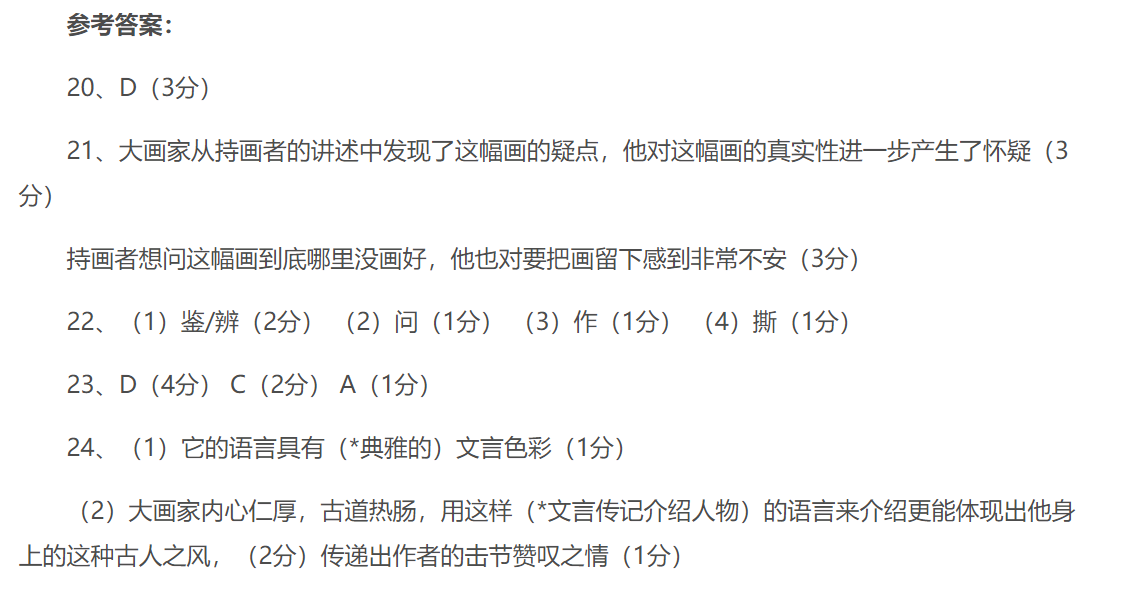 参考答案：
20、D（3分）
21、大画家从持画者的讲述中发现了这幅画的疑点，他对这幅画的真实性进一步产生了怀疑（3
分）
持画者想问这幅画到底哪里没画好，他也对要把画留下感到非常不安（3分）
22、（1）鉴/辨（2分） （2）问（1分） （3）作（1分） （4）撕（1分）
23、D（4分） C（2分） A（1分）
24、（1）它的语言具有（*典雅的）文言色彩（1分）
（2）大画家内心仁厚，古道热肠，用这样（*文言传记介绍人物）的语言来介绍更能体现出他身
上的这种古人之风，（2分）传递出作者的击节赞叹之情（1分）